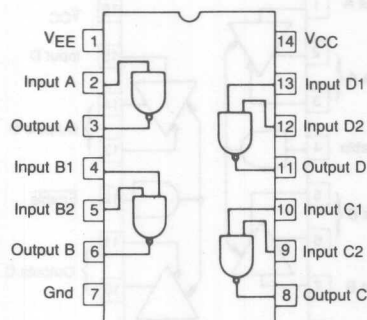 VEE 1
Input A 2
Output A 3
Input B1 4
Input B2 5
Output B 6
Gnd 7
14 VCC
13 Input D1
12 Input D2
11 Output D
10 Input C1
9 Input C2
8 Output C